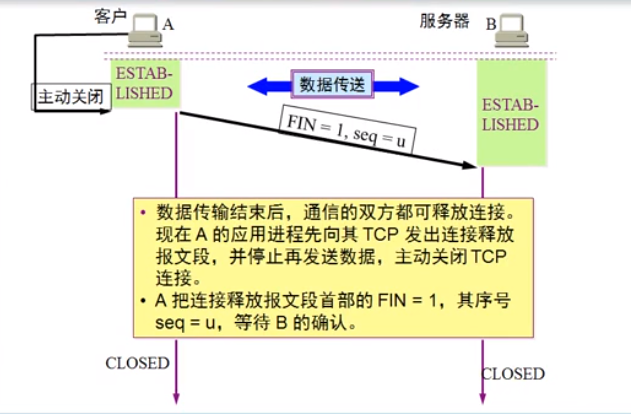 客户 A
服务器 B
主动关闭
ESTAB-
LISHED
数据传送
ESTAB-
LISHED
FIN = 1, seq = u
• 数据传输结束后，通信的双方都可释放连接。
现在 A 的应用进程先向其 TCP 发出连接释放
报文段，并停止再发送数据，主动关闭 TCP
连接。
• A 把连接释放报文段首部的 FIN = 1，其序号
seq = u，等待 B 的确认。
CLOSED
CLOSED